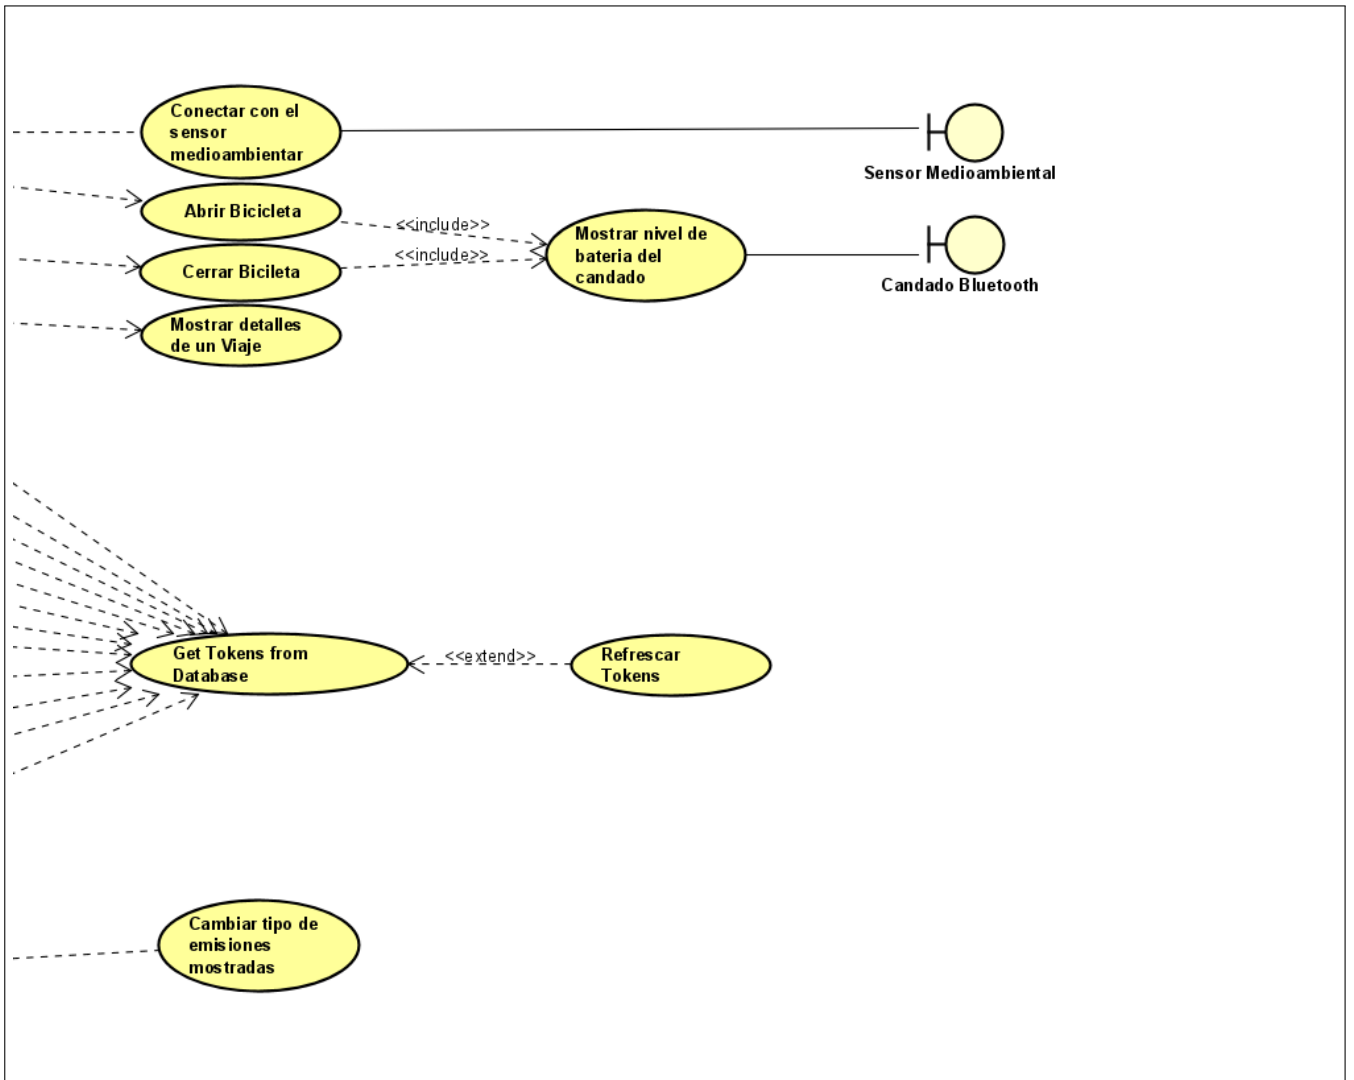 Conectar con el
sensor
medioambientar
Sensor Medioambiental
Abrir Bicicleta
<<include>>
Mostrar nivel de
bateria del
candado
Cerrar Bicileta
<<include>>
Candado Bluetooth
Mostrar detalles
de un Viaje
Get Tokens from
Database
<<extend>>
Refrescar
Tokens
Cambiar tipo de
emisiones
mostradas